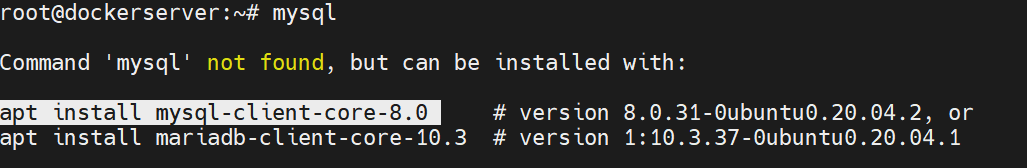 root@dockerserver:~# mysql
Command 'mysql' not found, but can be installed with:
apt install mysql-client-core-8.0     # version 8.0.31-0ubuntu0.20.04.2, or
apt install mariadb-client-core-10.3  # version 1:10.3.37-0ubuntu0.20.04.1